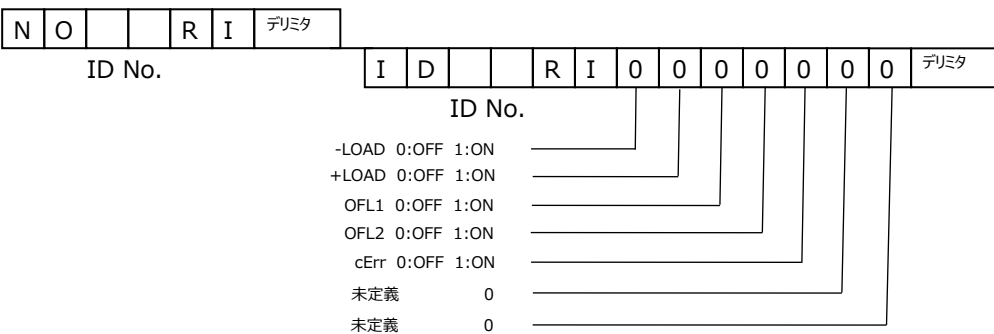 N O R I デリミタ
ID No.
I D R I 0 0 0 0 0 0 0 デリミタ
ID No.
-LOAD 0:OFF 1:ON
+LOAD 0:OFF 1:ON
OFL1 0:OFF 1:ON
OFL2 0:OFF 1:ON
cErr 0:OFF 1:ON
未定義 0
未定義 0